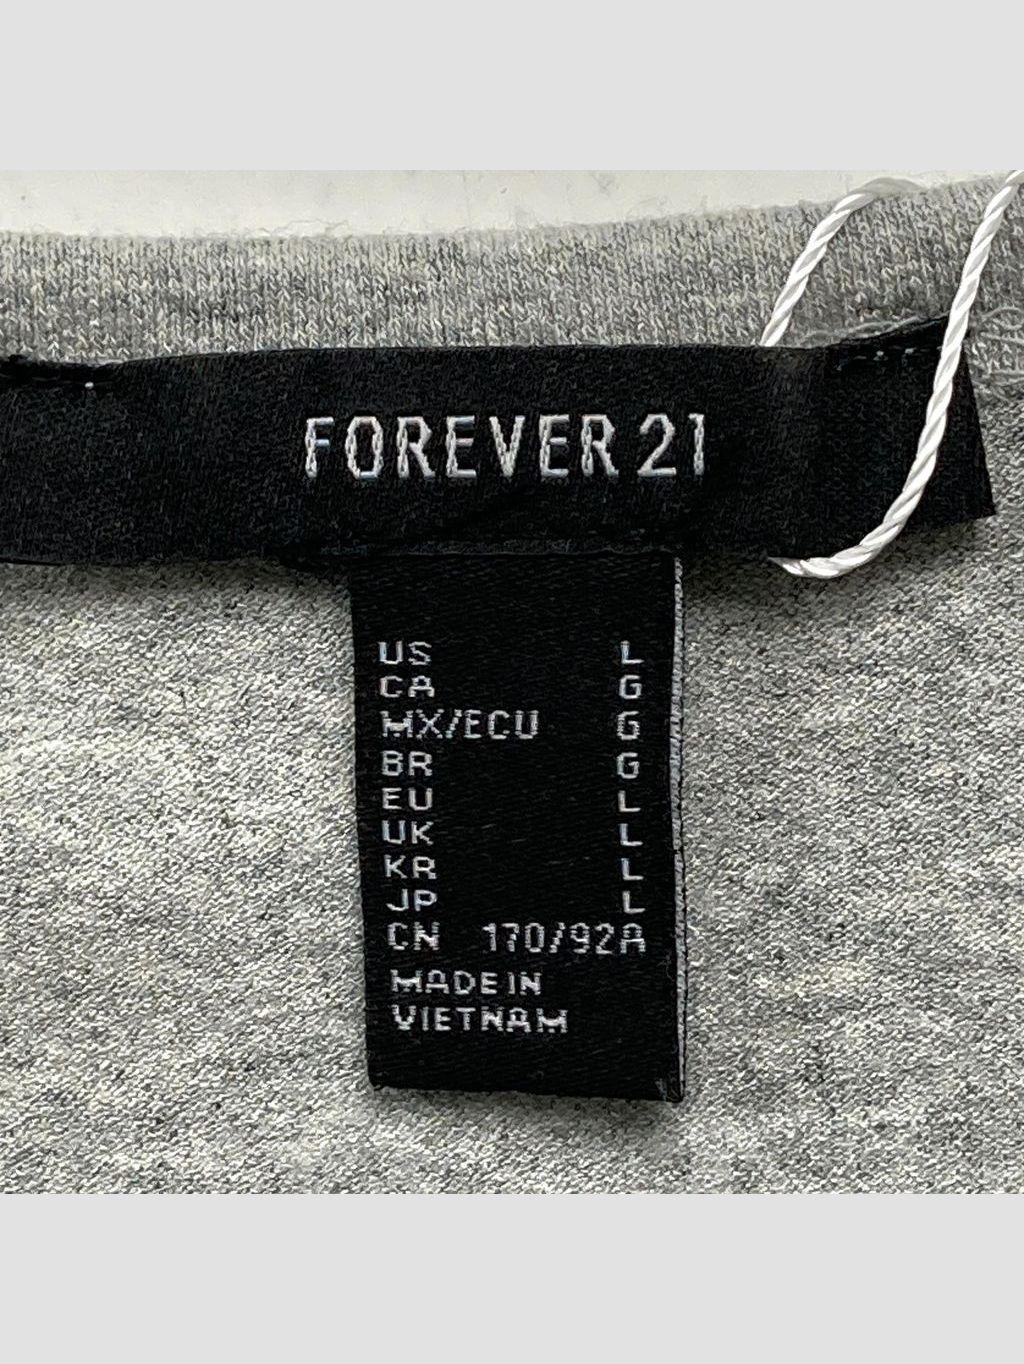 FOREVER 21
US L
CA G
MX/ECU G
BR G
EU L
UK L
KR L
JP L
CN 170/92A
MADE IN
VIETNAM